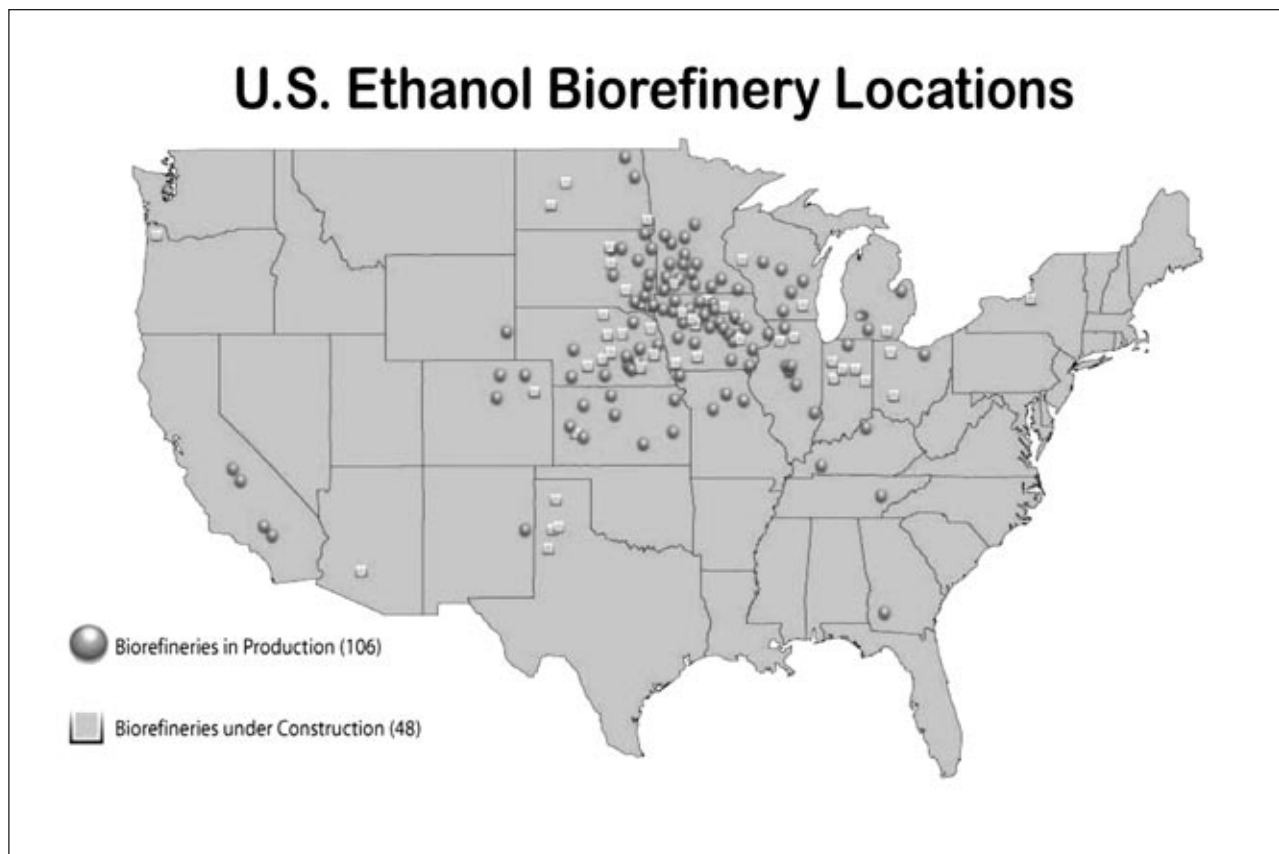 U.S. Ethanol Biorefinery Locations
Biorefineries in Production (106)
Biorefineries under Construction (48)